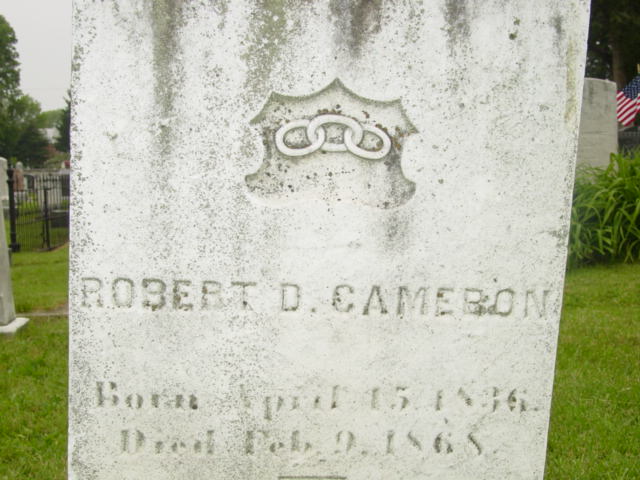 ROBERT D. CAMERON
Born April 15, 1836.
Died Feb. 9, 1868.